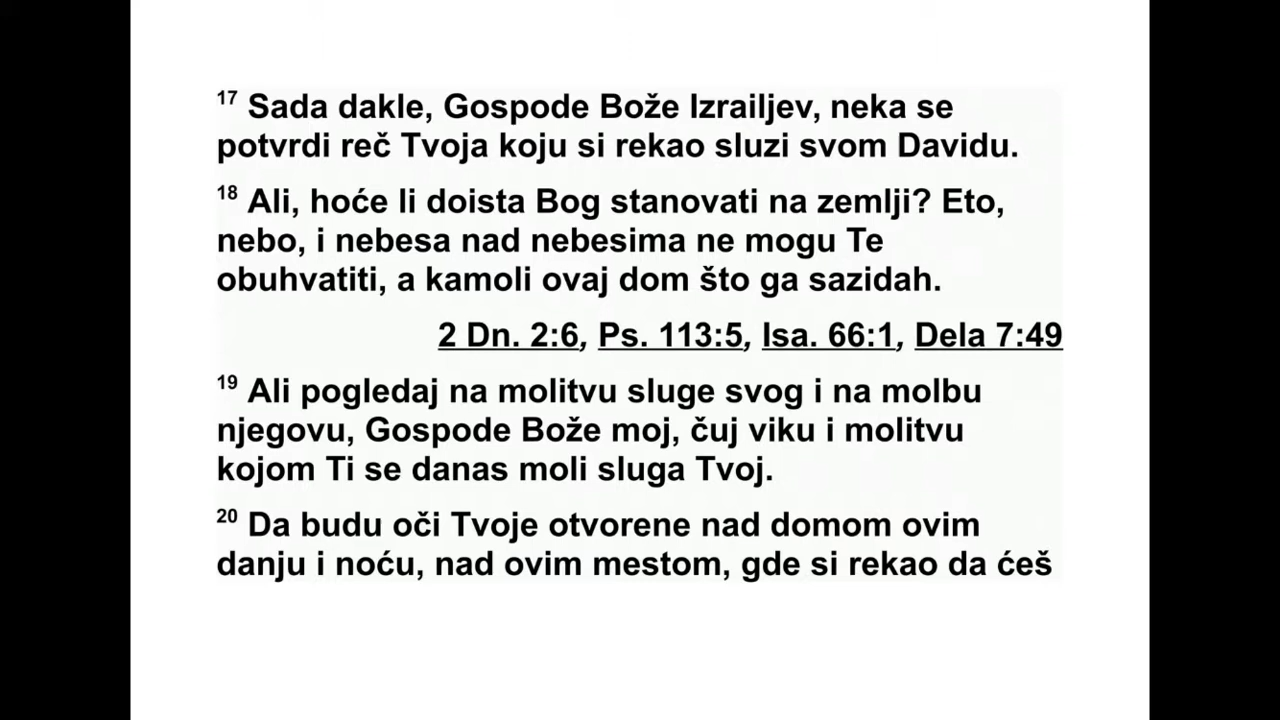 17 Sada dakle, Gospode Bože Izrailjev, neka se
potvrdi reč Tvoja koju si rekao sluzi svom Davidu.
18 Ali, hoće li doista Bog stanovati na zemlji? Eto,
nebo, i nebesa nad nebesima ne mogu Te
obuhvatiti, a kamoli ovaj dom što ga sazidah.
2 Dn. 2:6, Ps. 113:5, Isa. 66:1, Dela 7:49
19 Ali pogledaj na molitvu sluge svog i na molbu
njegovu, Gospode Bože moj, čuj viku i molitvu
kojom Ti se danas moli sluga Tvoj.
20 Da budu oči Tvoje otvorene nad domom ovim
danju i noću, nad ovim mestom, gde si rekao da ćeš